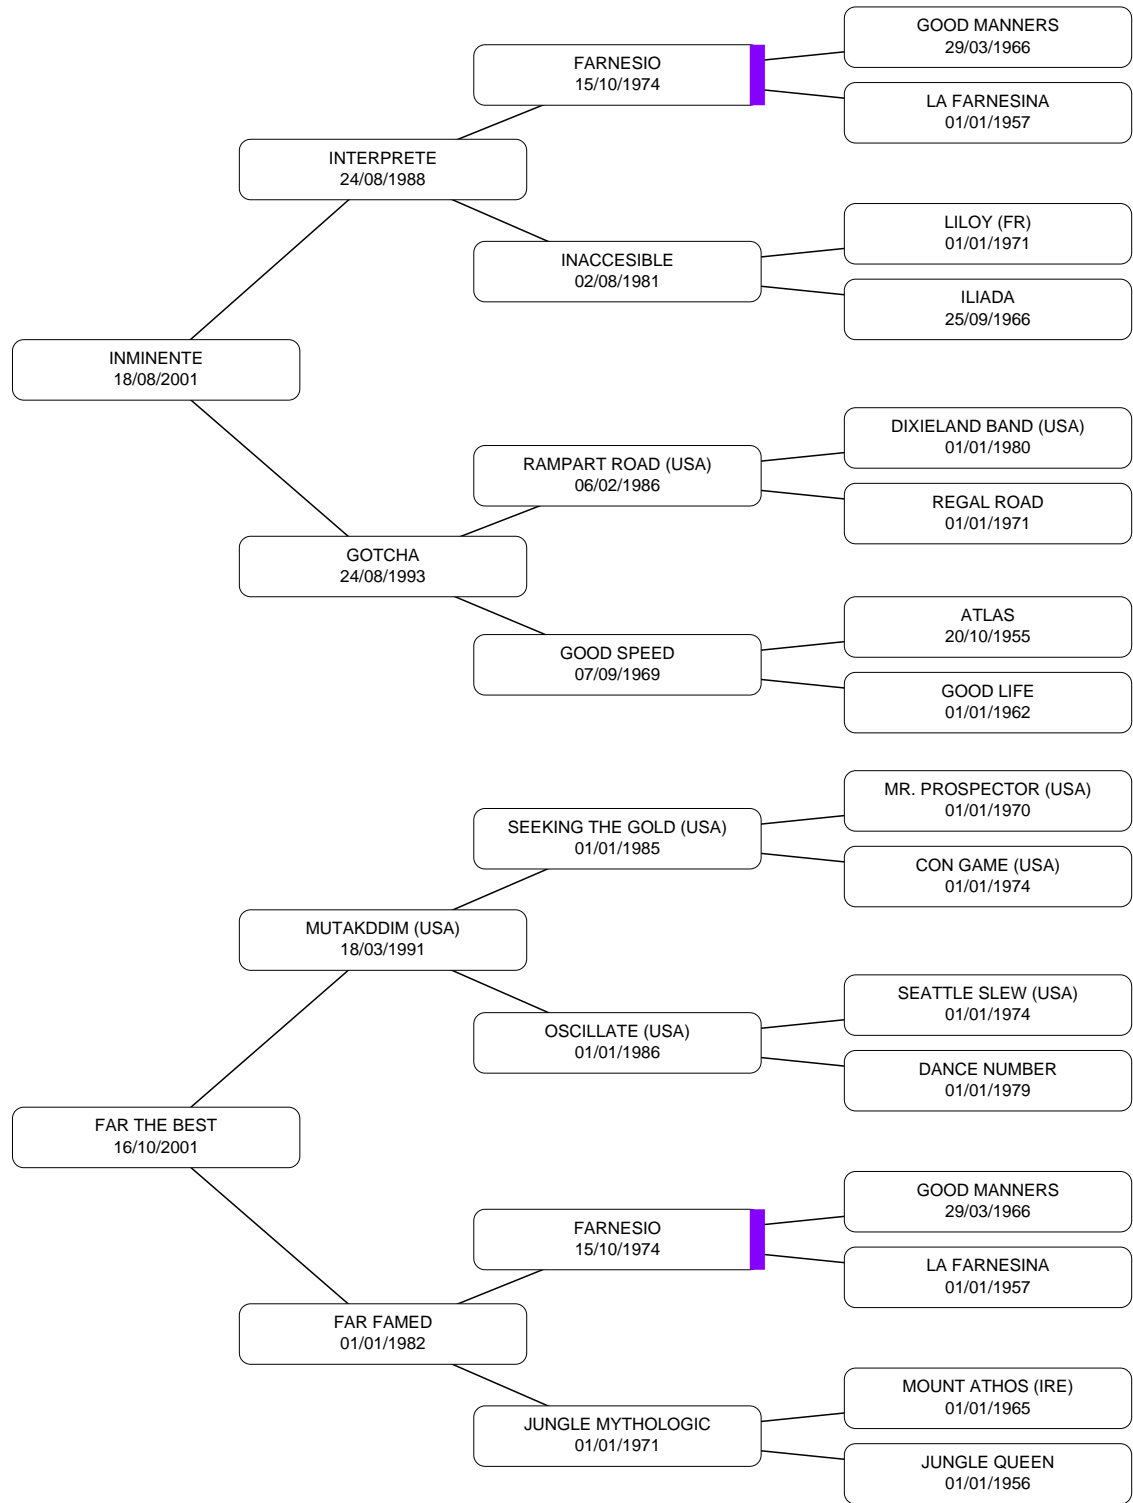 GOOD MANNERS
29/03/1966
FARNESIO
15/10/1974
LA FARNESINA
01/01/1957
INTERPRETE
24/08/1988
LILOY (FR)
01/01/1971
INACCESIBLE
02/08/1981
ILIADA
25/09/1966
INMINENTE
18/08/2001
DIXIELAND BAND (USA)
01/01/1980
RAMPART ROAD (USA)
06/02/1986
REGAL ROAD
01/01/1971
GOTCHA
24/08/1993
ATLAS
20/10/1955
GOOD SPEED
07/09/1969
GOOD LIFE
01/01/1962
MR. PROSPECTOR (USA)
01/01/1970
SEEKING THE GOLD (USA)
01/01/1985
CON GAME (USA)
01/01/1974
MUTAKDDIM (USA)
18/03/1991
SEATTLE SLEW (USA)
01/01/1974
OSCILLATE (USA)
01/01/1986
DANCE NUMBER
01/01/1979
FAR THE BEST
16/10/2001
GOOD MANNERS
29/03/1966
FARNESIO
15/10/1974
LA FARNESINA
01/01/1957
FAR FAMED
01/01/1982
MOUNT ATHOS (IRE)
01/01/1965
JUNGLE MYTHOLOGIC
01/01/1971
JUNGLE QUEEN
01/01/1956